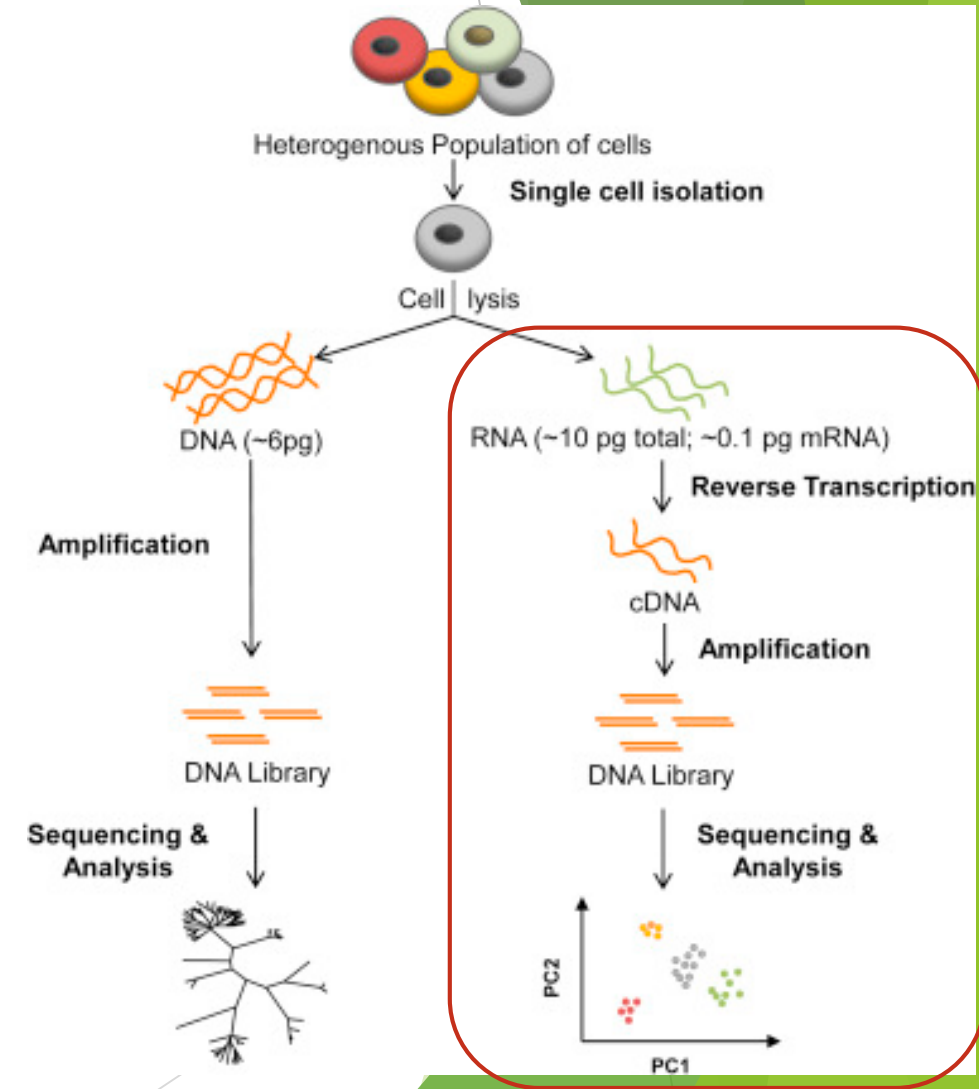 Heterogenous Population of cells
Single cell isolation
Cell lysis
DNA (~6pg)
RNA (~10 pg total; ~0.1 pg mRNA)
Reverse Transcription
Amplification
cDNA
Amplification
DNA Library
DNA Library
Sequencing &
Analysis
Sequencing &
Analysis
PC2
PC1